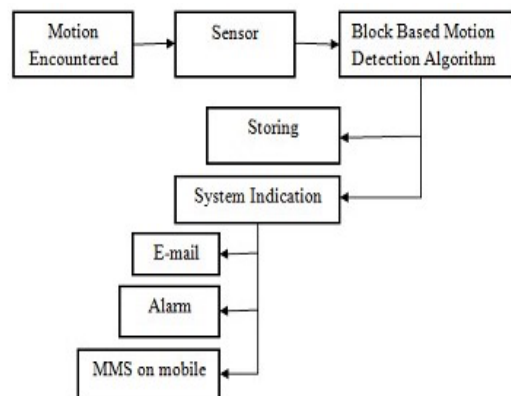 Motion
Encountered
Sensor
Block Based Motion
Detection Algorithm
Storing
System Indication
E-mail
Alarm
MMS on mobile